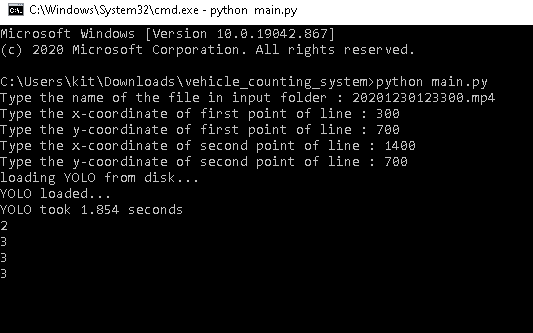 C:\Windows\System32\cmd.exe - python main.py
Microsoft Windows [Version 10.0.19042.867]
(c) 2020 Microsoft Corporation. All rights reserved.
C:\Users\kit\Downloads\vehicle_counting_system>python main.py
Type the name of the file in input folder : 20201230123300.mp4
Type the x-coordinate of first point of line : 300
Type the y-coordinate of first point of line : 700
Type the x-coordinate of second point of line : 1400
Type the y-coordinate of second point of line : 700
loading YOLO from disk...
YOLO loaded...
YOLO took 1.854 seconds
2
3
3
3